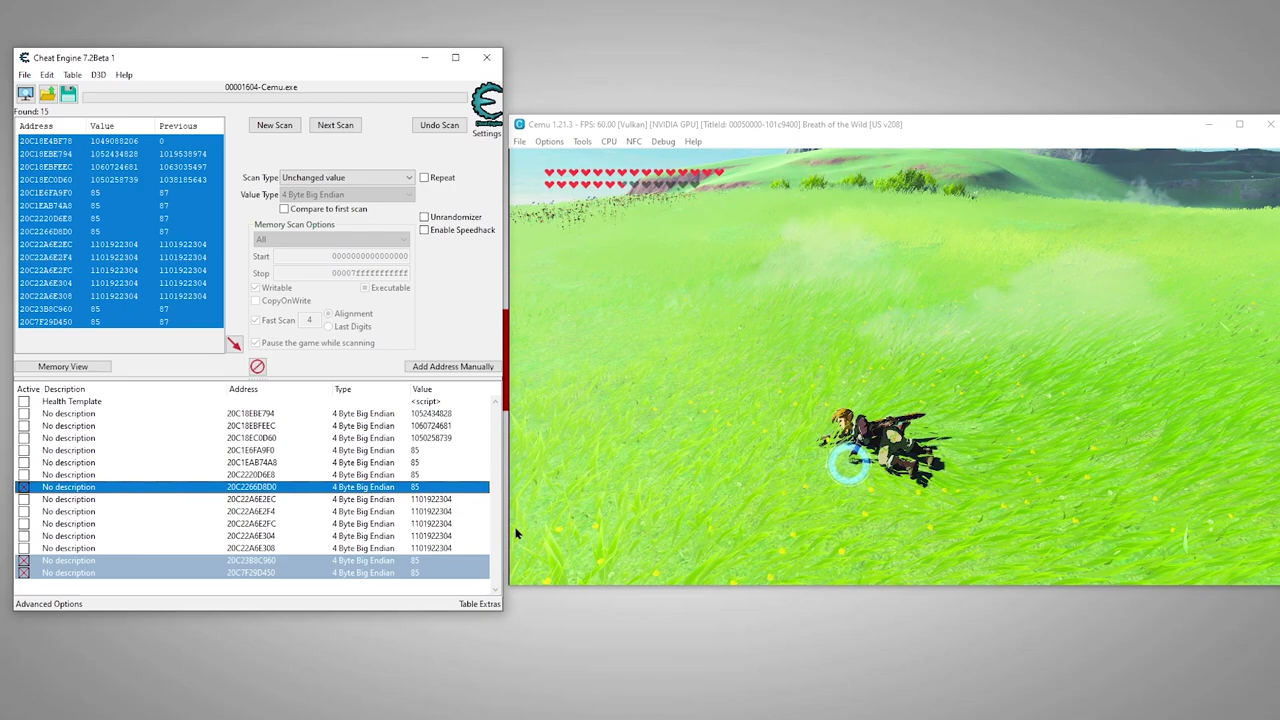 Cheat Engine 7.2Beta 1
File Edit Table D3D Help
00001604-Cemu.exe
Found: 15
Address Value Previous
20C18E4BF78 1049088206 0
20C18EBE794 1052434828 1019538974
20C18EBFEEC 1060724681 1063035497
20C18EC0D60 1050258739 1038185643
20C1E6FA9F0 85 87
20C1EAB74A8 85 87
20C2220D6E8 85 87
20C2266D8D0 85 87
20C22A6E2EC 1101922304 1101922304
20C22A6E2F4 1101922304 1101922304
20C22A6E2FC 1101922304 1101922304
20C22A6E304 1101922304 1101922304
20C22A6E308 1101922304 1101922304
20C23B8C960 85 87
20C7F29D450 85 87
New Scan Next Scan Undo Scan
Settings
Scan Type Unchanged value Repeat
Value Type 4 Byte Big Endian
Compare to first scan
Unrandomizer
Enable Speedhack
Memory Scan Options
All
Start 0000000000000000
Stop 00007fffffffffff
Writable Executable
CopyOnWrite
Fast Scan 4 Alignment
Last Digits
Pause the game while scanning
Memory View Add Address Manually
Active Description Address Type Value
Health Template <script>
No description 20C18EBE794 4 Byte Big Endian 1052434828
No description 20C18EBFEEC 4 Byte Big Endian 1060724681
No description 20C18EC0D60 4 Byte Big Endian 1050258739
No description 20C1E6FA9F0 4 Byte Big Endian 85
No description 20C1EAB74A8 4 Byte Big Endian 85
No description 20C2220D6E8 4 Byte Big Endian 85
No description 20C2266D8D0 4 Byte Big Endian 85
No description 20C22A6E2EC 4 Byte Big Endian 1101922304
No description 20C22A6E2F4 4 Byte Big Endian 1101922304
No description 20C22A6E2FC 4 Byte Big Endian 1101922304
No description 20C22A6E304 4 Byte Big Endian 1101922304
No description 20C22A6E308 4 Byte Big Endian 1101922304
No description 20C23B8C960 4 Byte Big Endian 85
No description 20C7F29D450 4 Byte Big Endian 85
Advanced Options Table Extras
Cemu 1.21.3 - FPS: 60.00 [Vulkan] [NVIDIA GPU] [TitleId: 00050000-101c9400] Breath of the Wild [US v208]
File Options Tools CPU NFC Debug Help